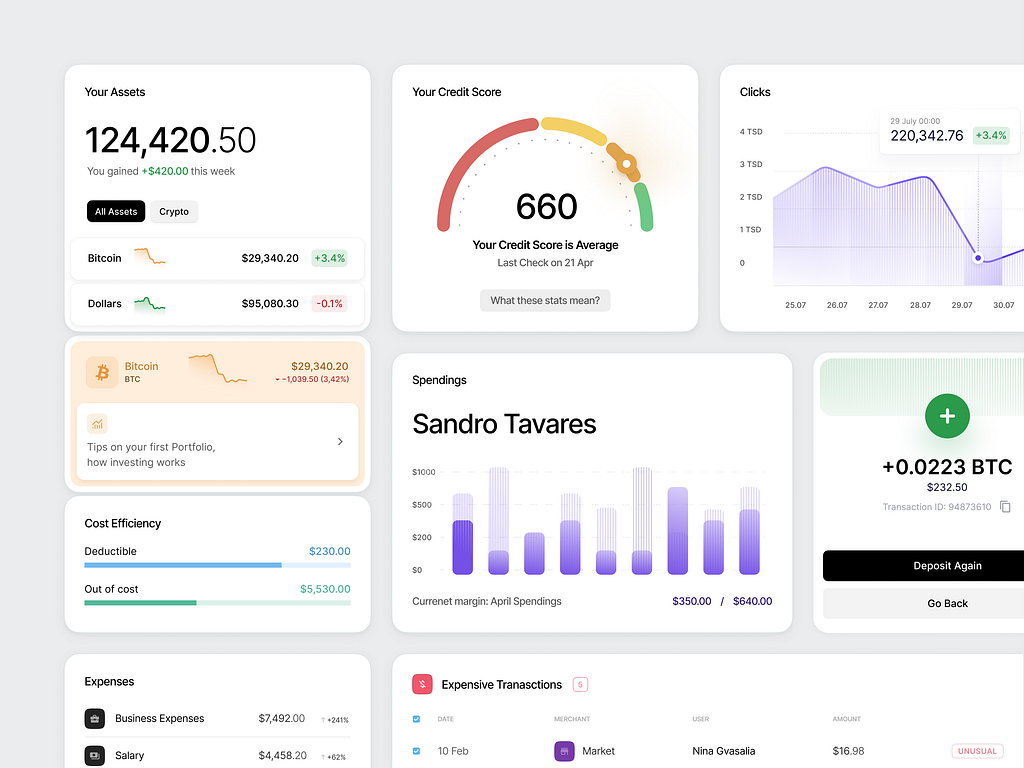 Your Assets
124,420.50
You gained +$420.00 this week
All Assets
Crypto
Bitcoin
$29,340.20
+3.4%
Dollars
$95,080.30
-0.1%
Bitcoin
BTC
$29,340.20
−1,039.50 (3,42%)
Tips on your first Portfolio,
how investing works
Cost Efficiency
Deductible
$230.00
Out of cost
$5,530.00
Expenses
Business Expenses
$7,492.00
↑ +241%
Salary
$4,458.20
↑ +62%
Your Credit Score
660
Your Credit Score is Average
Last Check on 21 Apr
What these stats mean?
Clicks
29 July 00:00
220,342.76
+3.4%
4 TSD
3 TSD
2 TSD
1 TSD
0
25.07 26.07 27.07 28.07 29.07 30.07
Spendings
Sandro Tavares
$1000
$500
$200
$0
Currenet margin: April Spendings
$350.00 / $640.00
+0.0223 BTC
$232.50
Transaction ID: 94873610
Deposit Again
Go Back
Expensive Tranasctions
5
DATE MERCHANT USER AMOUNT
10 Feb Market Nina Gvasalia $16.98 UNUSUAL